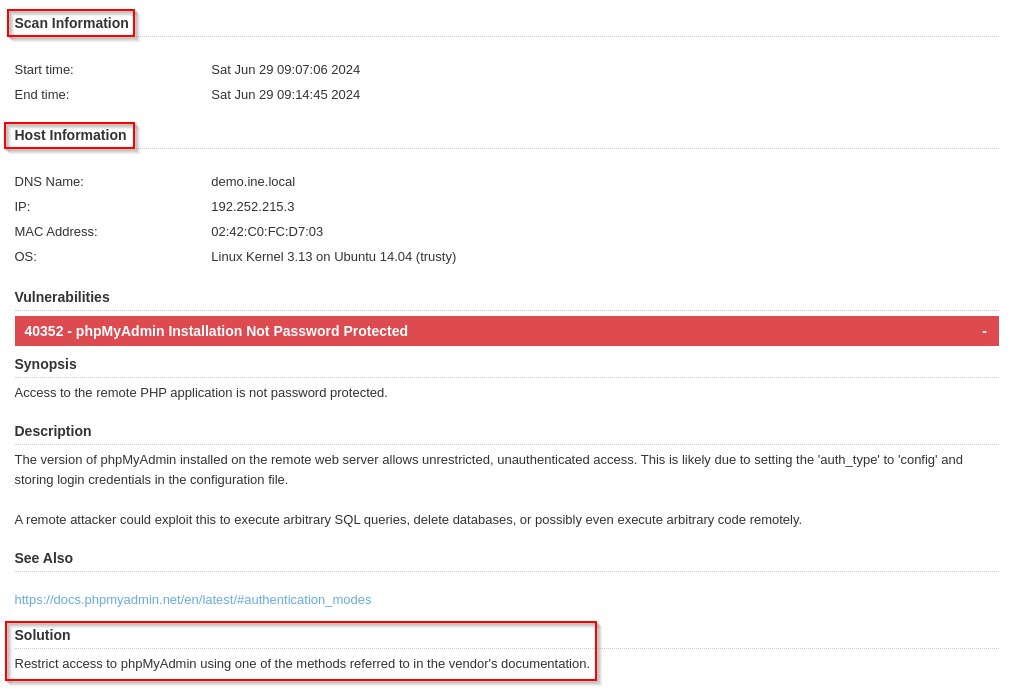 Scan Information
Start time: Sat Jun 29 09:07:06 2024
End time: Sat Jun 29 09:14:45 2024
Host Information
DNS Name: demo.ine.local
IP: 192.252.215.3
MAC Address: 02:42:C0:FC:D7:03
OS: Linux Kernel 3.13 on Ubuntu 14.04 (trusty)
Vulnerabilities
40352 - phpMyAdmin Installation Not Password Protected -
Synopsis
Access to the remote PHP application is not password protected.
Description
The version of phpMyAdmin installed on the remote web server allows unrestricted, unauthenticated access. This is likely due to setting the 'auth_type' to 'config' and
storing login credentials in the configuration file.
A remote attacker could exploit this to execute arbitrary SQL queries, delete databases, or possibly even execute arbitrary code remotely.
See Also
https://docs.phpmyadmin.net/en/latest/#authentication_modes
Solution
Restrict access to phpMyAdmin using one of the methods referred to in the vendor's documentation.